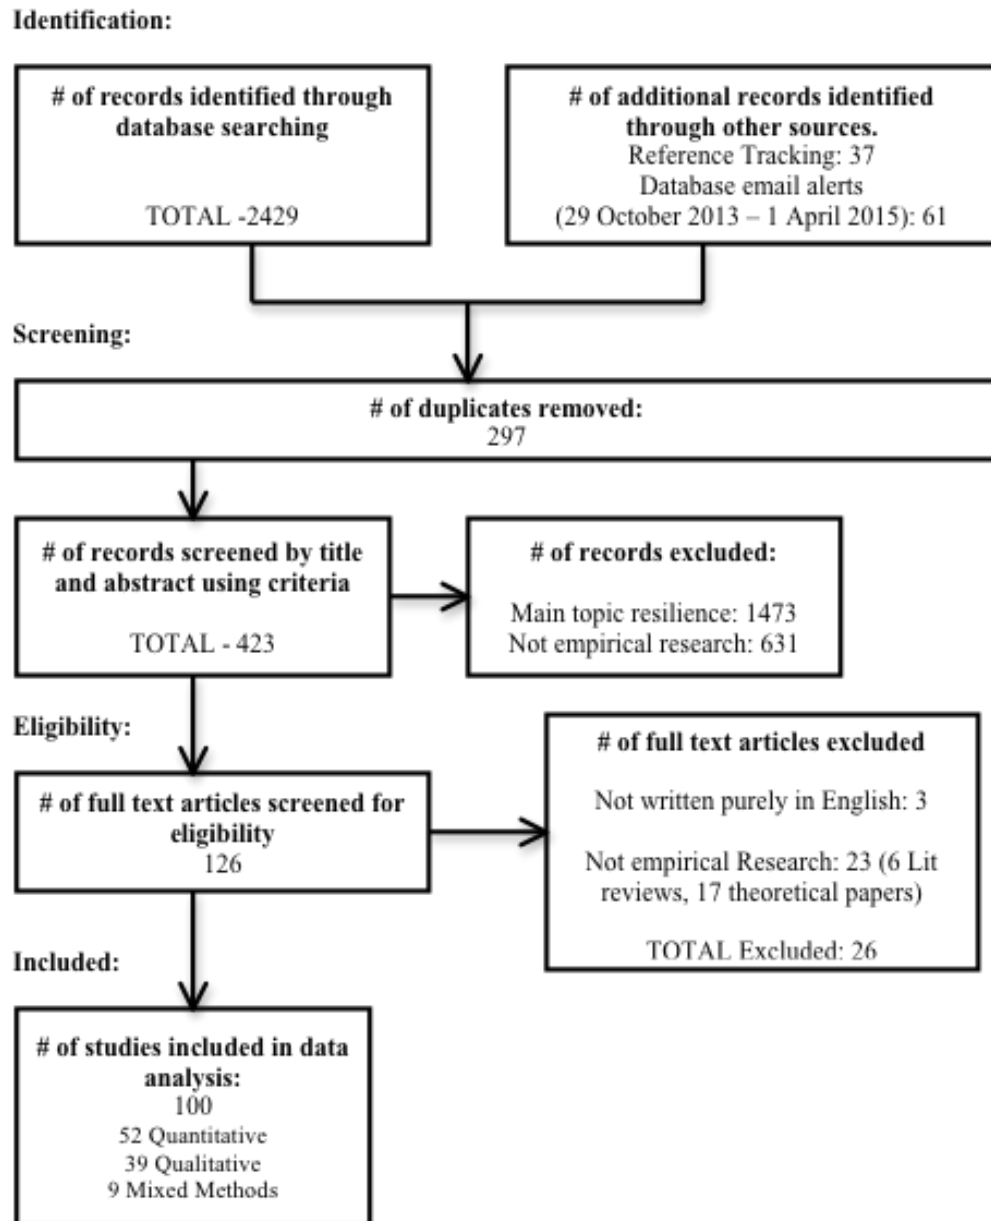 Identification:
# of records identified through
database searching
TOTAL -2429
# of additional records identified
through other sources.
Reference Tracking: 37
Database email alerts
(29 October 2013 – 1 April 2015): 61
Screening:
# of duplicates removed:
297
# of records screened by title
and abstract using criteria
TOTAL - 423
# of records excluded:
Main topic resilience: 1473
Not empirical research: 631
Eligibility:
# of full text articles screened for
eligibility
126
# of full text articles excluded
Not written purely in English: 3
Not empirical Research: 23 (6 Lit
reviews, 17 theoretical papers)
TOTAL Excluded: 26
Included:
# of studies included in data
analysis:
100
52 Quantitative
39 Qualitative
9 Mixed Methods